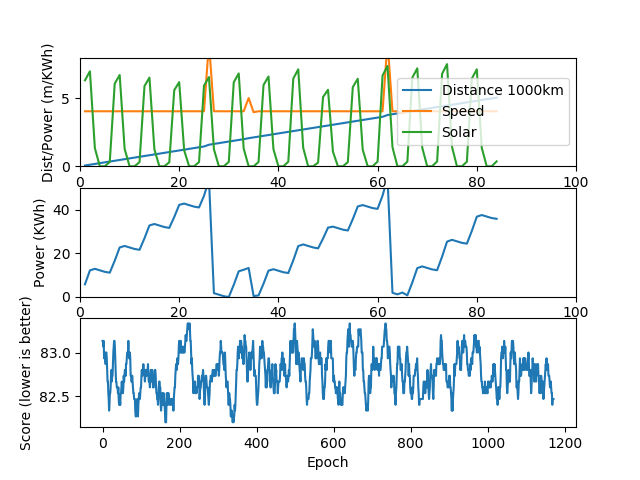 Dist/Power (m/KWh)
5
0
Distance 1000km
Speed
Solar
0 20 40 60 80 100
Power (KWh)
40
20
0
0 20 40 60 80 100
Score (lower is better)
83.0
82.5
0 200 400 600 800 1000 1200
Epoch